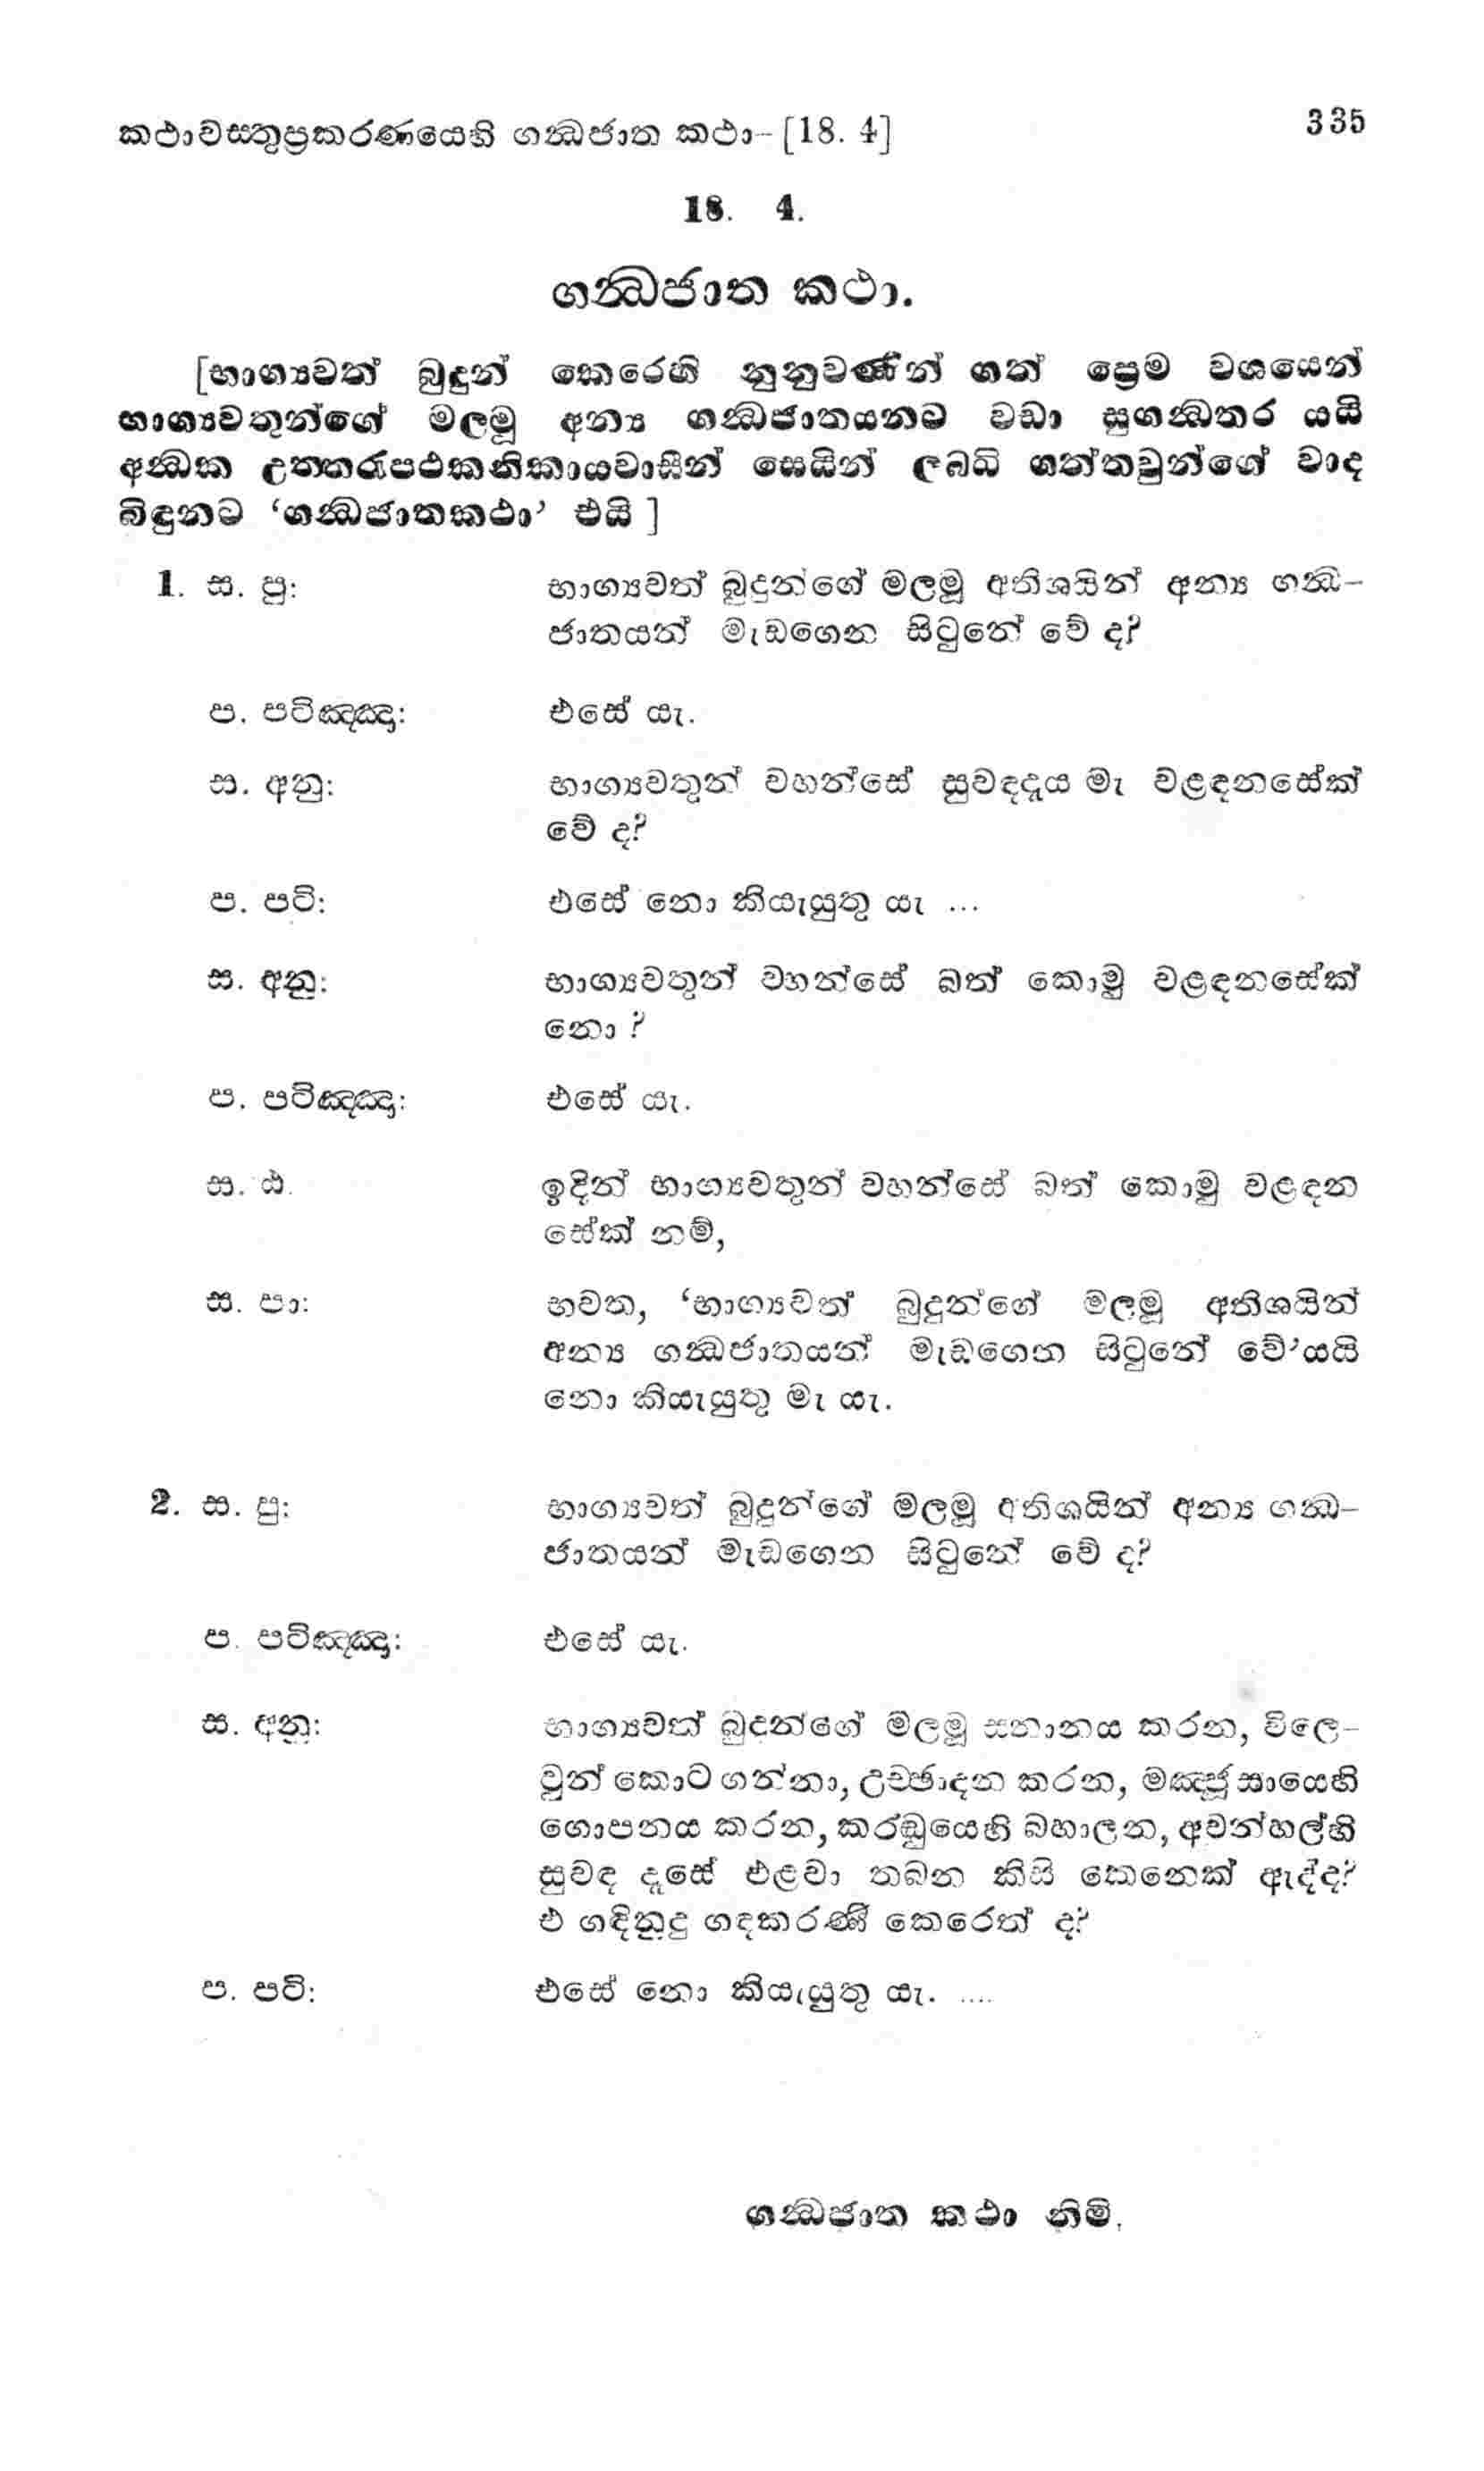 කථාවස්තුප්‍රකරණයෙහි ගන්‍ධජාත කථා-[18. 4]
335
18. 4.
ගන්‍ධජාත කථා.
[භාග්‍යවත් බුදුන් කෙරෙහි නුනුවණින් ගත් ප්‍රෙම වශයෙන්
භාග්‍යවතුන්ගේ මලමූ අන්‍ය ගන්‍ධජාතයනට වඩා සුගන්‍ධතර යයි
අන්‍ධක උත්තරාපථකනිකායවාසීන් සෙයින් ලබධි ගත්තවුන්ගේ වාද
බිඳුනට ‘ගන්‍ධජාතකථා’ එයි ]
1. ස. පු:
භාග්‍යවත් බුදුන්ගේ මලමූ අතිශයින් අන්‍ය ගන්‍ධ-
ජාතයන් මැඩගෙන සිටුනේ වේ ද?
ප. පටිඤ්ඤා:
එසේ යැ.
ස. අනු:
භාග්‍යවතුන් වහන්සේ සුවඳදෑය මැ වළඳනසේක්
වේ ද?
ප. පටි:
එසේ නො කියැයුතු යැ ...
ස. අනු:
භාග්‍යවතුන් වහන්සේ බත් කොමු වළඳනසේක්
නො ?
ප. පටිඤ්ඤා:
එසේ යැ.
ස. ඨ.
ඉදින් භාග්‍යවතුන් වහන්සේ බත් කොමු වළඳන
සේක් නම්,
ස. පා:
භවත, ‘භාග්‍යවත් බුදුන්ගේ මලමූ අතිශයින්
අන්‍ය ගන්‍ධජාතයන් මැඩගෙන සිටුනේ වේ’යයි
නො කියැයුතු මැ යැ.
2. ස. පු:
භාග්‍යවත් බුදුන්ගේ මලමූ අතිශයින් අන්‍ය ගන්‍ධ-
ජාතයන් මැඩගෙන සිටුනේ වේ ද?
ප. පටිඤ්ඤා:
එසේ යැ.
ස. අනු:
භාග්‍යවත් බුදුන්ගේ මලමූ ස්නානය කරන, විලෙ-
වුන් කොට ගන්නා, උච්ඡාදන කරන, මඤ්ජූසායෙහි
ගොපනය කරන, කරඬුයෙහි බහාලන, අවන්හල්හි
සුවඳ දෑසේ එළවා තබන කිසි කෙනෙක් ඇද්ද?
එ ගඳිනුදු ගඳකරණී කෙරෙත් ද?
ප. පටි:
එසේ නො කියැයුතු යැ. ....
ගන්‍ධජාත කථා නිමි.